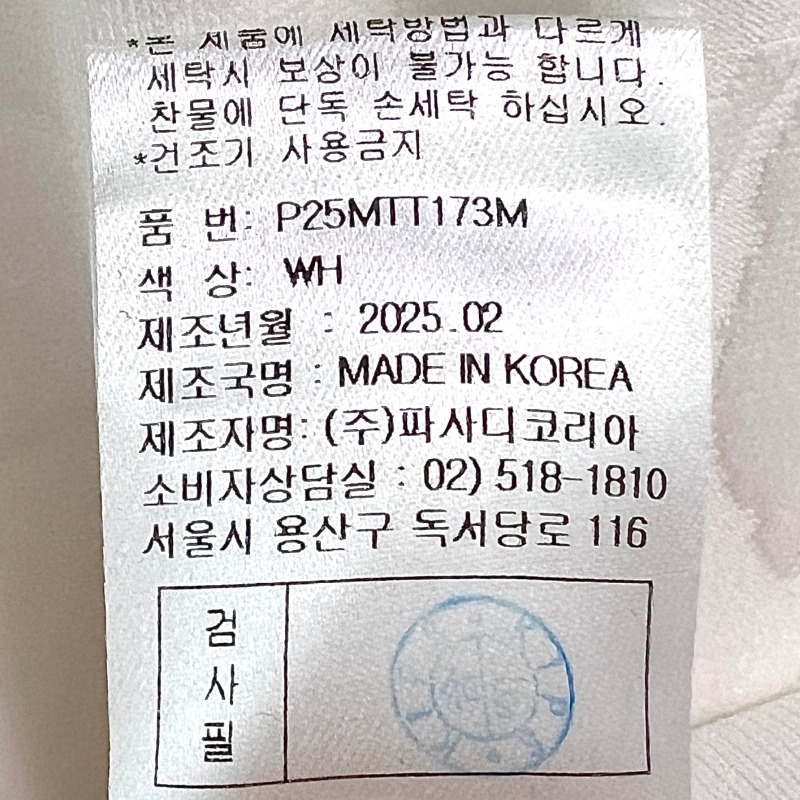 *본 제품에 세탁방법과 다르게
세탁시 보상이 불가능 합니다.
찬물에 단독 손세탁 하십시오.
*건조기 사용금지
품 번: P25MTT173M
색 상: WH
제조년월 : 2025.02
제조국명 : MADE IN KOREA
제조자명: (주)파사디코리아
소비자상담실 : 02) 518-1810
서울시 용산구 독서당로 116
검
사
필